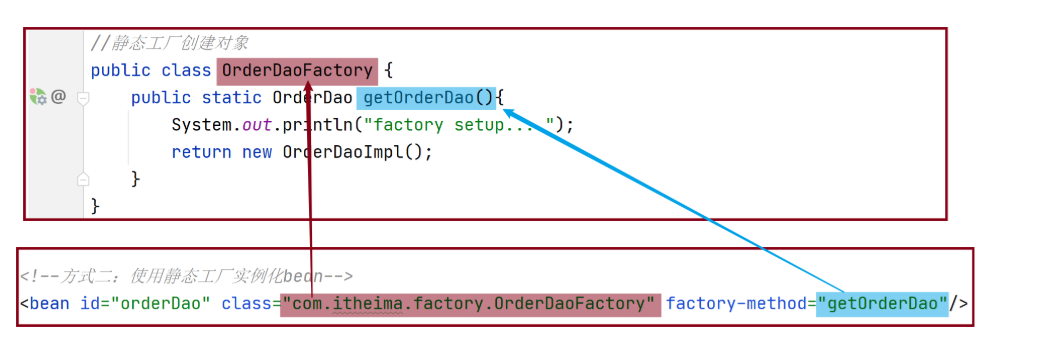 //静态工厂创建对象
public class OrderDaoFactory {
@ public static OrderDao getOrderDao(){
System.out.println("factory setup...");
return new OrderDaoImpl();
}
}
<!--方式二：使用静态工厂实例化bean-->
<bean id="orderDao" class="com.itheima.factory.OrderDaoFactory" factory-method="getOrderDao"/>